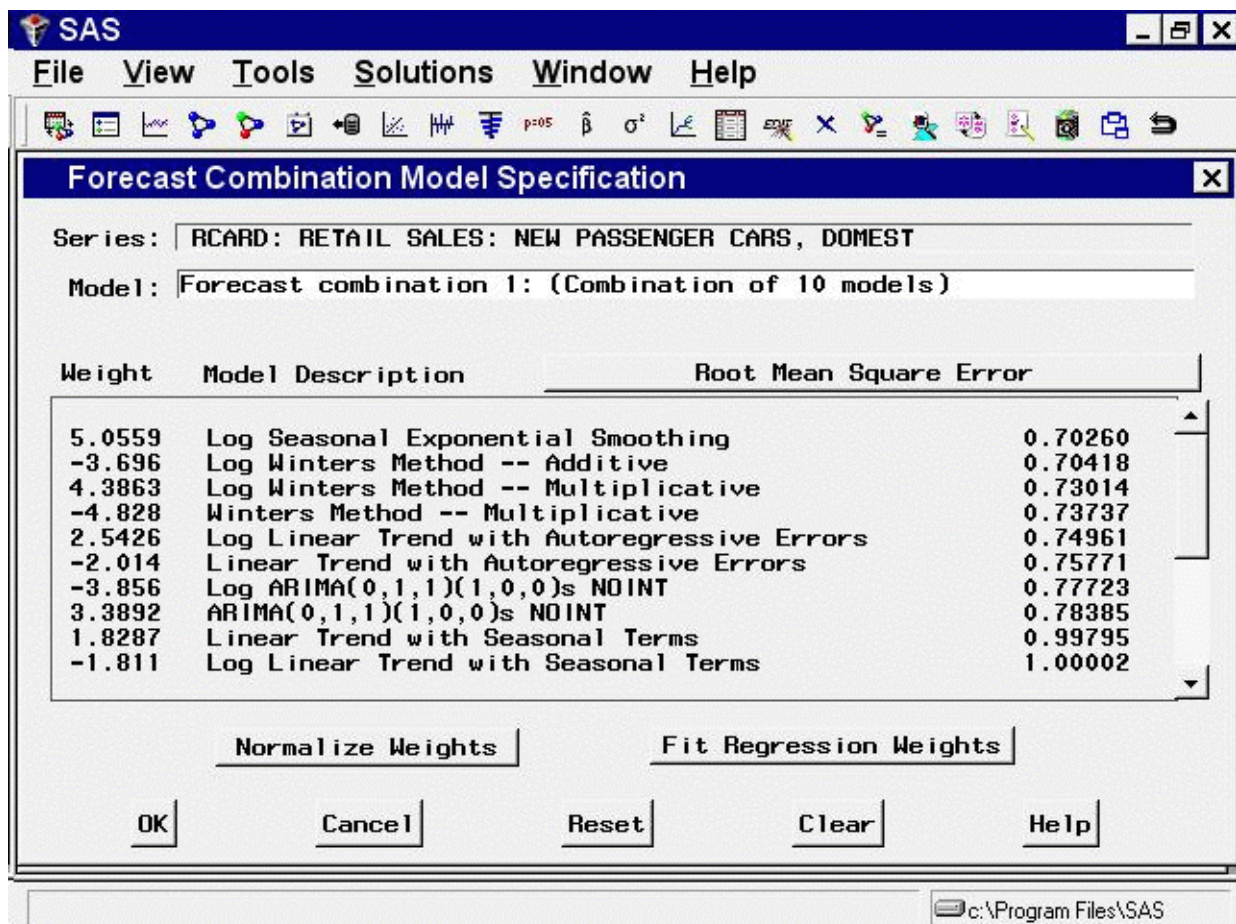 SAS
File View Tools Solutions Window Help
p=05 β̂ σ²
Forecast Combination Model Specification
Series: RCARD: RETAIL SALES: NEW PASSENGER CARS, DOMEST
Model: Forecast combination 1: (Combination of 10 models)
Weight Model Description Root Mean Square Error
5.0559 Log Seasonal Exponential Smoothing 0.70260
-3.696 Log Winters Method -- Additive 0.70418
4.3863 Log Winters Method -- Multiplicative 0.73014
-4.828 Winters Method -- Multiplicative 0.73737
2.5426 Log Linear Trend with Autoregressive Errors 0.74961
-2.014 Linear Trend with Autoregressive Errors 0.75771
-3.856 Log ARIMA(0,1,1)(1,0,0)s NOINT 0.77723
3.3892 ARIMA(0,1,1)(1,0,0)s NOINT 0.78385
1.8287 Linear Trend with Seasonal Terms 0.99795
-1.811 Log Linear Trend with Seasonal Terms 1.00002
Normalize Weights Fit Regression Weights
OK Cancel Reset Clear Help
c:\Program Files\SAS